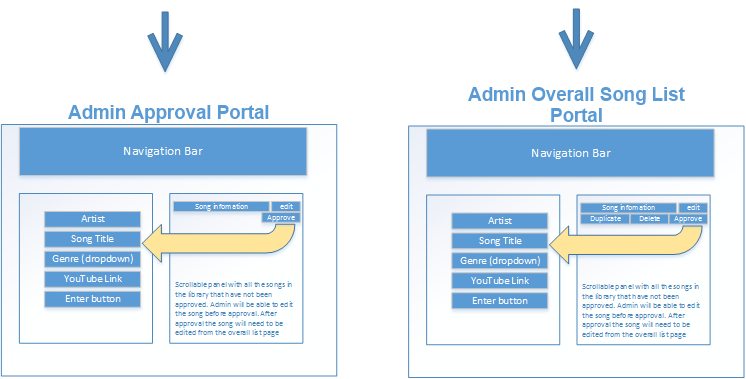 Admin Approval Portal
Navigation Bar
Artist
Song Title
Genre (dropdown)
YouTube Link
Enter button
Song infomation
edit
Approve
Scrollable panel with all the songs in
the library that have not been
approved. Admin will be able to edit
the song before approval. After
approval the song will need to be
edited from the overall list page
Admin Overall Song List
Portal
Navigation Bar
Artist
Song Title
Genre (dropdown)
YouTube Link
Enter button
Song infomation
edit
Duplicate
Delete
Approve
Scrollable panel with all the songs in
the library that have not been
approved. Admin will be able to edit
the song before approval. After
approval the song will need to be
edited from the overall list page